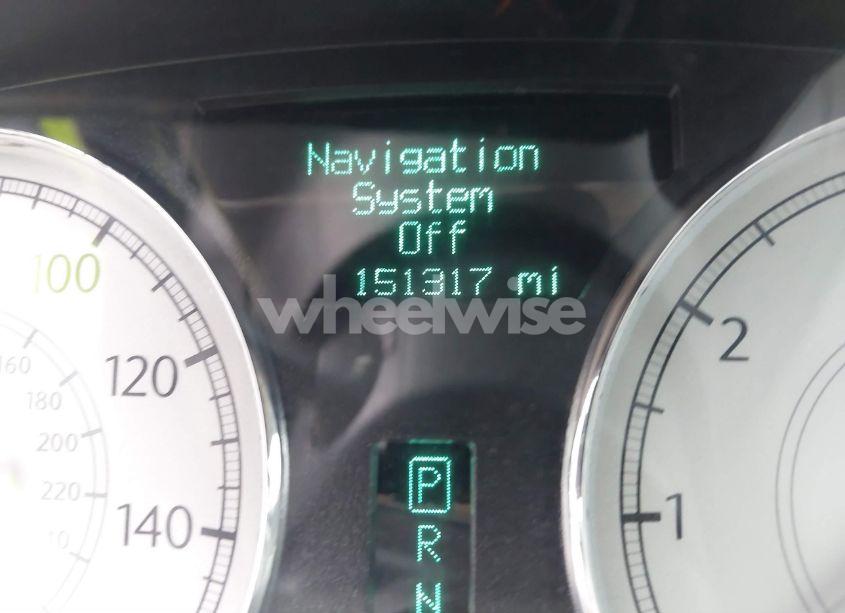 Navigation
System
Off
151317 mi
wheelwise
100
120
140
160
180
200
220
2
1
P
R
N